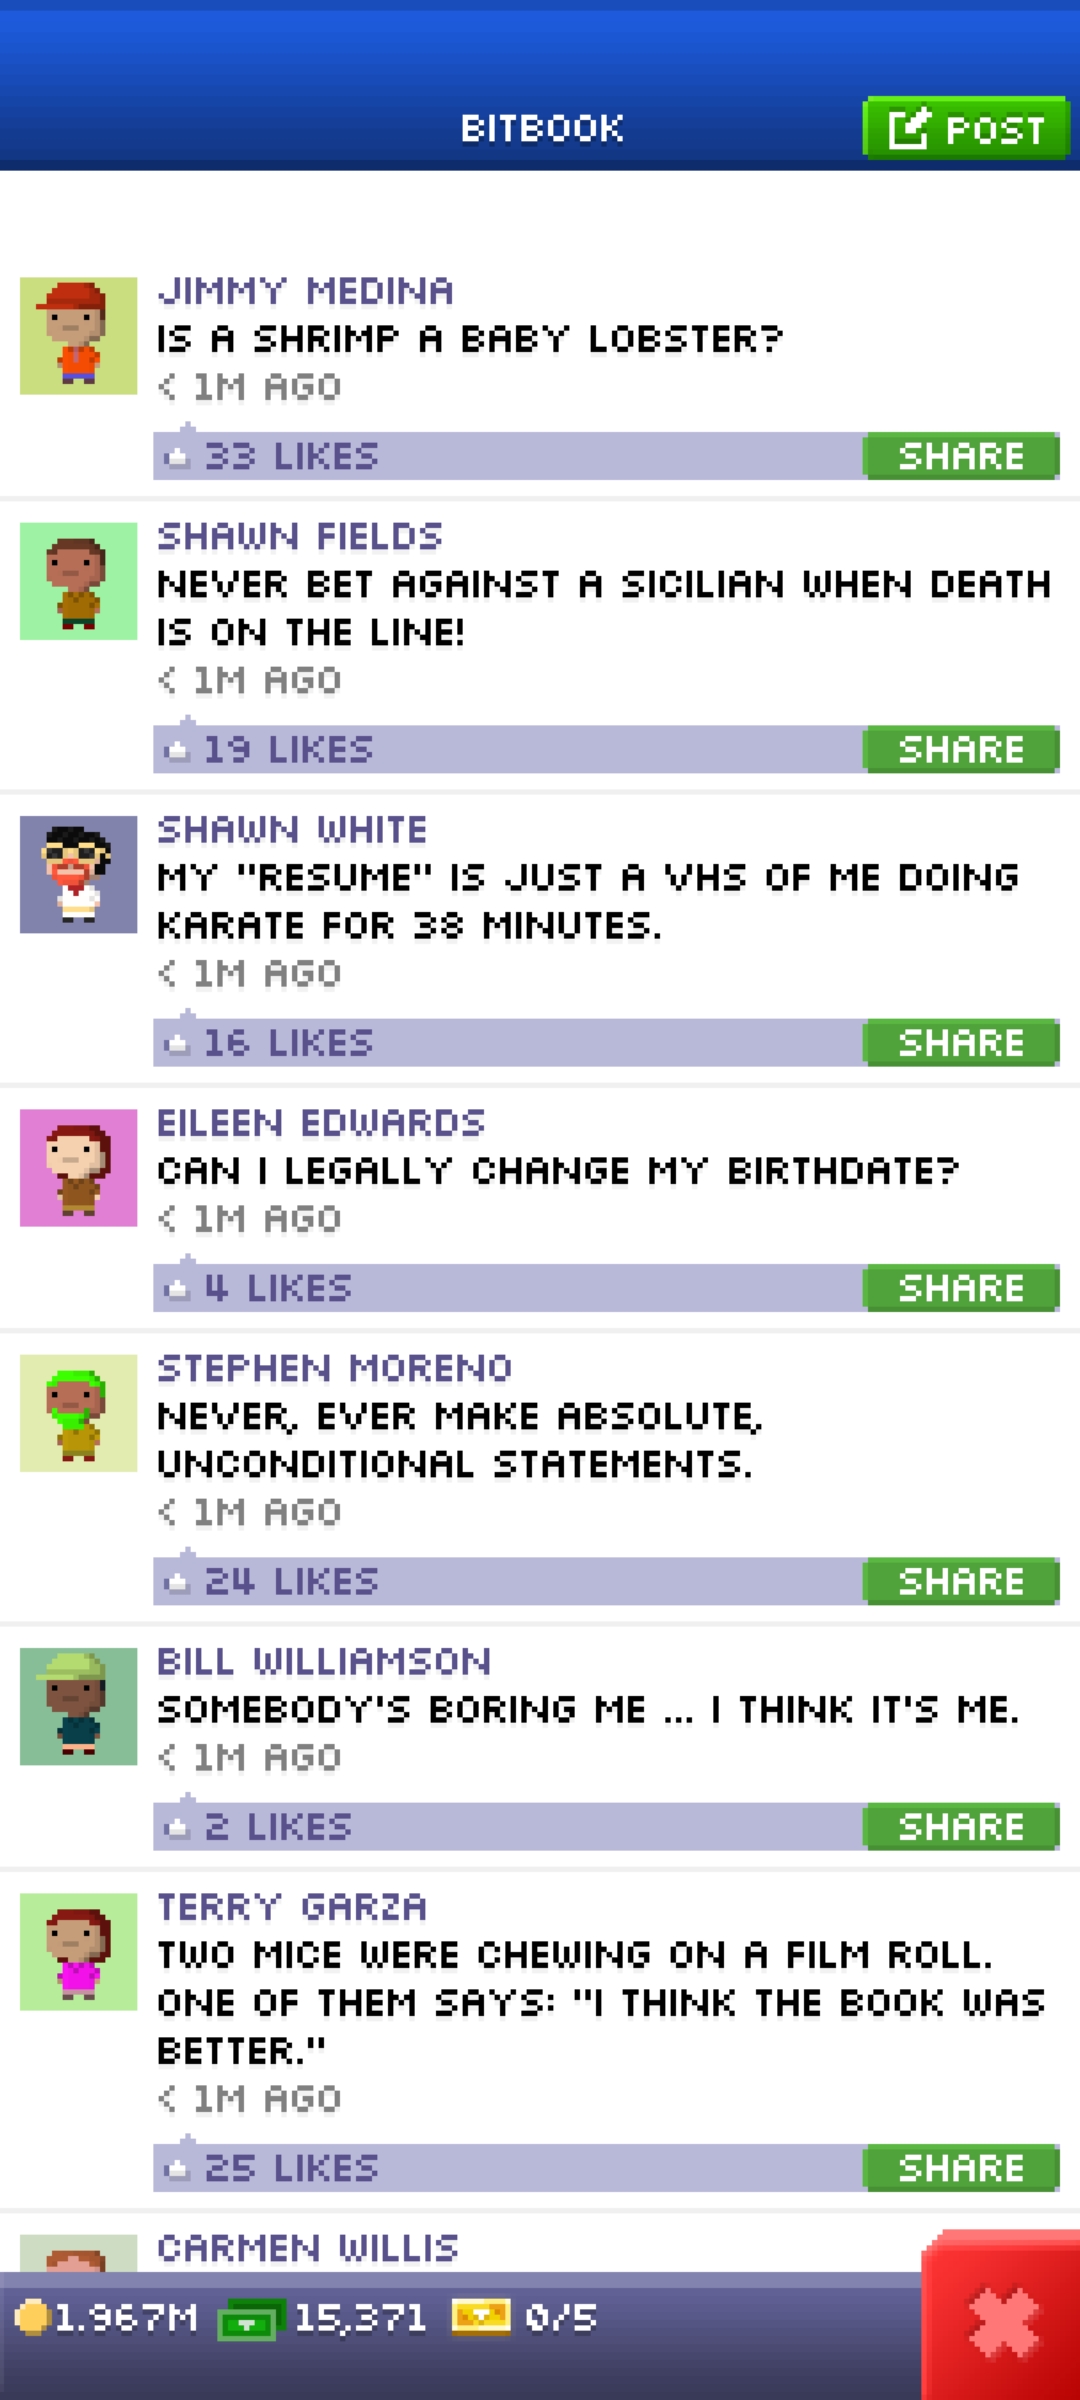 BITBOOK
POST
JIMMY MEDINA
IS A SHRIMP A BABY LOBSTER?
< 1M AGO
33 LIKES
SHARE
SHAWN FIELDS
NEVER BET AGAINST A SICILIAN WHEN DEATH
IS ON THE LINE!
< 1M AGO
19 LIKES
SHARE
SHAWN WHITE
MY "RESUME" IS JUST A VHS OF ME DOING
KARATE FOR 38 MINUTES.
< 1M AGO
16 LIKES
SHARE
EILEEN EDWARDS
CAN I LEGALLY CHANGE MY BIRTHDATE?
< 1M AGO
4 LIKES
SHARE
STEPHEN MORENO
NEVER, EVER MAKE ABSOLUTE,
UNCONDITIONAL STATEMENTS.
< 1M AGO
24 LIKES
SHARE
BILL WILLIAMSON
SOMEBODY'S BORING ME ... I THINK IT'S ME.
< 1M AGO
2 LIKES
SHARE
TERRY GARZA
TWO MICE WERE CHEWING ON A FILM ROLL.
ONE OF THEM SAYS: "I THINK THE BOOK WAS
BETTER."
< 1M AGO
25 LIKES
SHARE
CARMEN WILLIS
1.967M 15,371 0/5